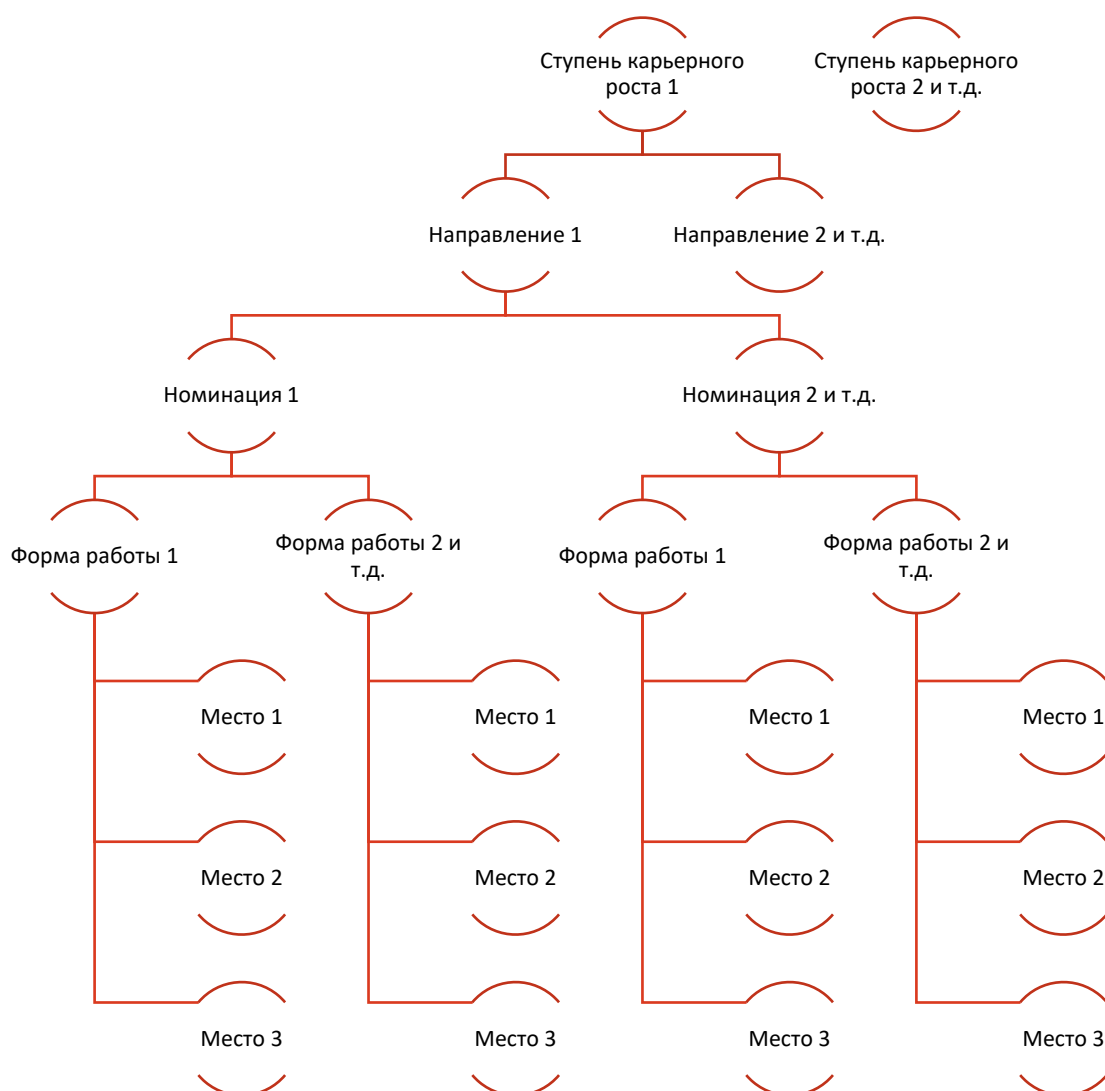 Ступень карьерного
роста 1
Ступень карьерного
роста 2 и т.д.
Направление 1
Направление 2 и т.д.
Номинация 1
Номинация 2 и т.д.
Форма работы 1
Форма работы 2 и
т.д.
Форма работы 1
Форма работы 2 и
т.д.
Место 1
Место 1
Место 1
Место 1
Место 2
Место 2
Место 2
Место 2
Место 3
Место 3
Место 3
Место 3